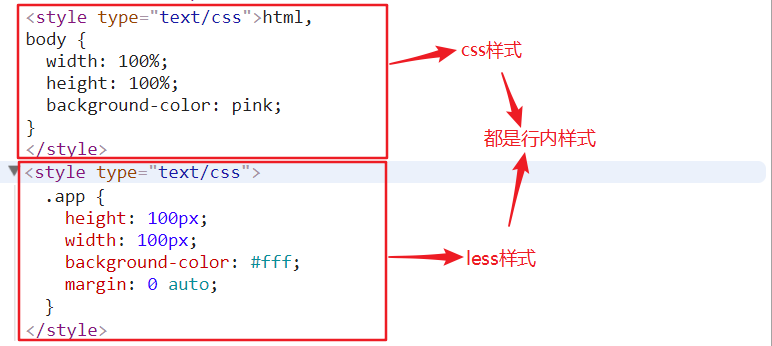 <style type="text/css">html,
body {
width: 100%;
height: 100%;
background-color: pink;
}
</style>
<style type="text/css">
.app {
height: 100px;
width: 100px;
background-color: #fff;
margin: 0 auto;
}
</style>
css样式
都是行内样式
less样式